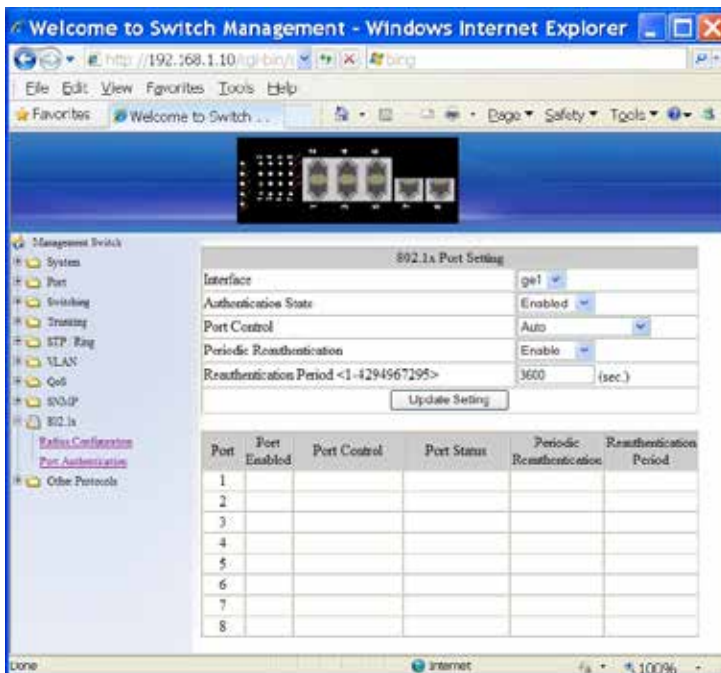 Welcome to Switch Management - Windows Internet Explorer
http://192.168.1.10/cgi-bin/
bing
File Edit View Favorites Tools Help
Favorites Welcome to Switch ... Page Safety Tools
Management Switch
System
Port
Switching
Trunking
STP Ring
VLAN
QoS
SNMP
802.1x
Radius Configuration
Port Authentication
Other Protocols
802.1x Port Setting
Interface ge1
Authentication State Enabled
Port Control Auto
Periodic Reauthentication Enable
Reauthentication Period <1-4294967295> 3600 (sec.)
Update Setting
Port Port Enabled Port Control Port Status Periodic Reauthentication Reauthentication Period
1
2
3
4
5
6
7
8
Done Internet 100%